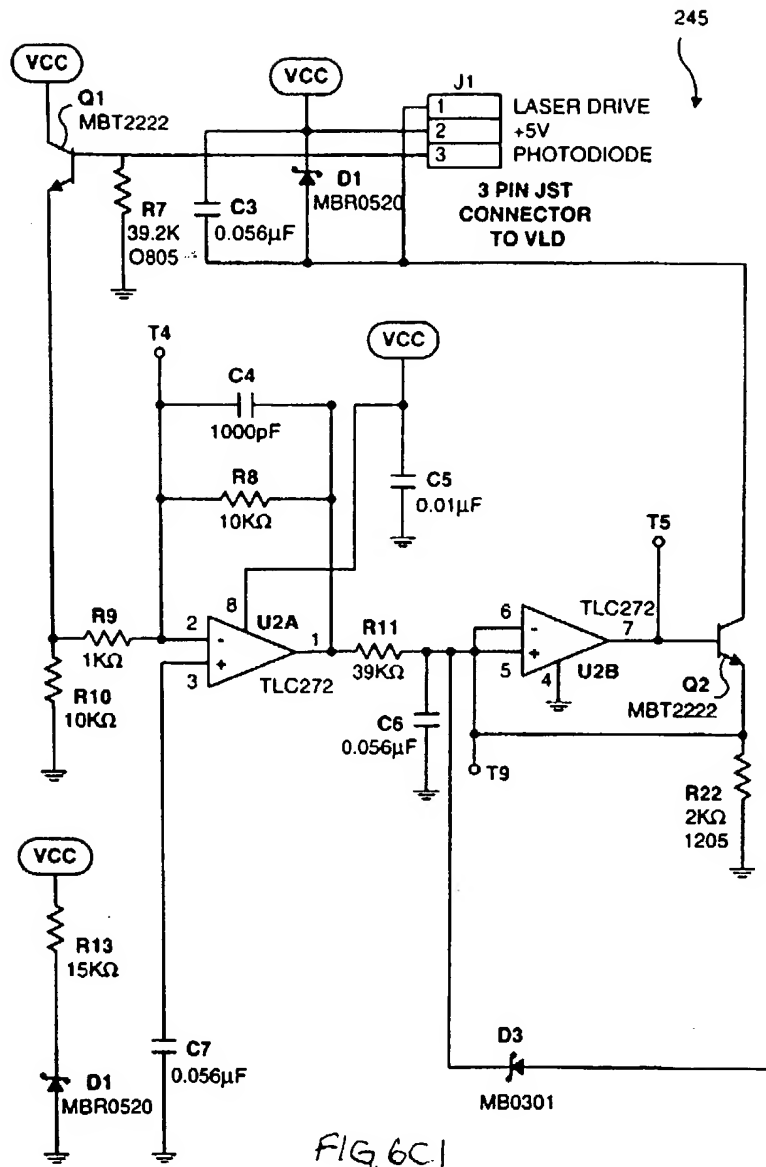 245
VCC
Q1
MBT2222
VCC
J1
1 LASER DRIVE
2 +5V
3 PHOTODIODE
3 PIN JST
CONNECTOR
TO VLD
R7
39.2K
O805
C3
0.056µF
D1
MBR0520
T4
VCC
C4
1000pF
R8
10KΩ
C5
0.01µF
T5
R9
1KΩ
2
-
8
U2A
1
+
3
TLC272
R10
10KΩ
R11
39KΩ
6
-
TLC272
7
+
5
4
U2B
Q2
MBT2222
C6
0.056µF
T9
R22
2KΩ
1205
VCC
R13
15KΩ
D1
MBR0520
C7
0.056µF
D3
MB0301
FIG. 6C1